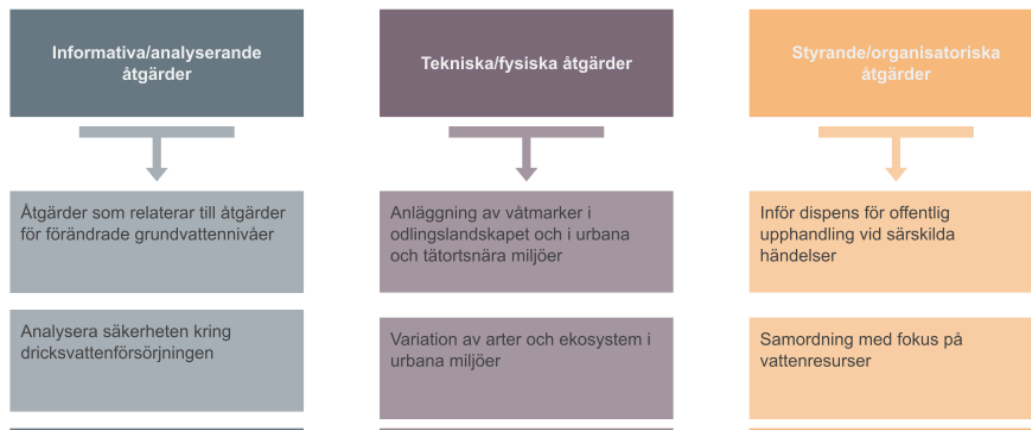 Informativa/analyserande
åtgärder
Tekniska/fysiska åtgärder
Styrande/organisatoriska
åtgärder
Åtgärder som relaterar till åtgärder
för förändrade grundvattennivåer
Anläggning av våtmarker i
odlingslandskapet och i urbana
och tätortsnära miljöer
Inför dispens för offentlig
upphandling vid särskilda
händelser
Analysera säkerheten kring
dricksvattenförsörjningen
Variation av arter och ekosystem i
urbana miljöer
Samordning med fokus på
vattenresurser